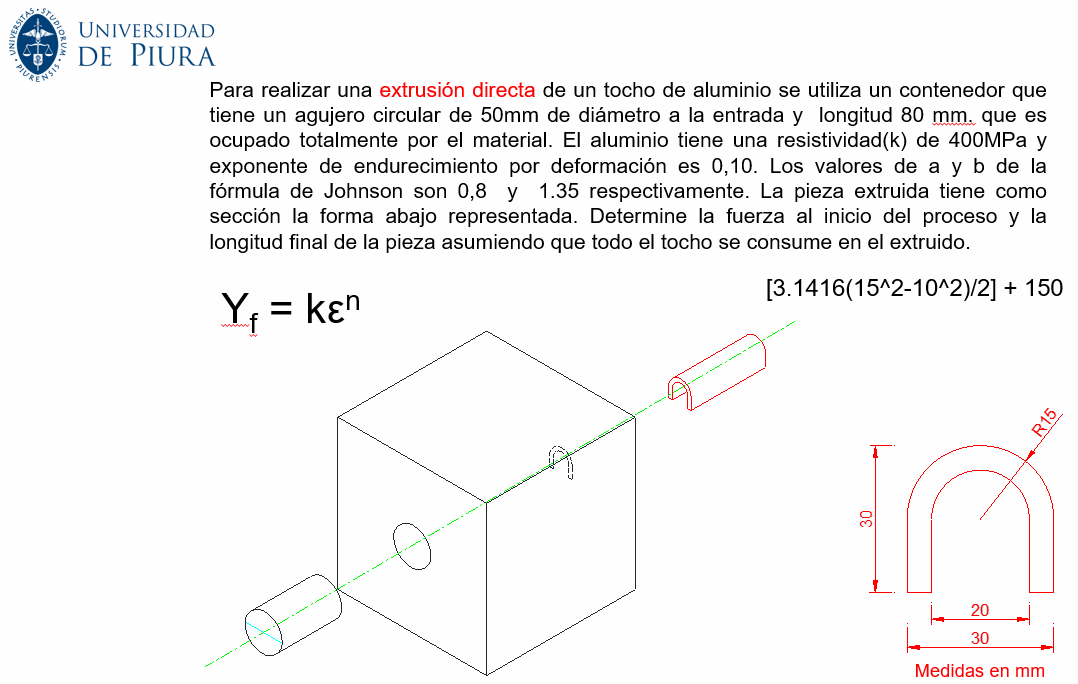 UNIVERSITAS STUDIORUM PIURENSIS
UNIVERSIDAD
DE PIURA
Para realizar una extrusión directa de un tocho de aluminio se utiliza un contenedor que
tiene un agujero circular de 50mm de diámetro a la entrada y longitud 80 mm. que es
ocupado totalmente por el material. El aluminio tiene una resistividad(k) de 400MPa y
exponente de endurecimiento por deformación es 0,10. Los valores de a y b de la
fórmula de Johnson son 0,8 y 1.35 respectivamente. La pieza extruida tiene como
sección la forma abajo representada. Determine la fuerza al inicio del proceso y la
longitud final de la pieza asumiendo que todo el tocho se consume en el extruido.
[3.1416(15^2-10^2)/2] + 150
Yf = kεⁿ
R15
30
20
30
Medidas en mm